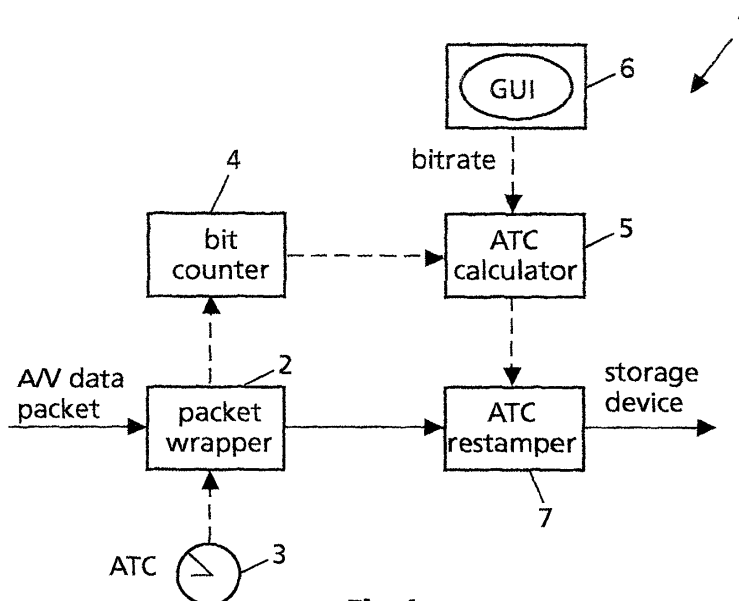 GUI
6
bitrate
4
bit
counter
ATC
calculator
5
A/V data
packet
2
packet
wrapper
ATC
restamper
storage
device
7
ATC
3